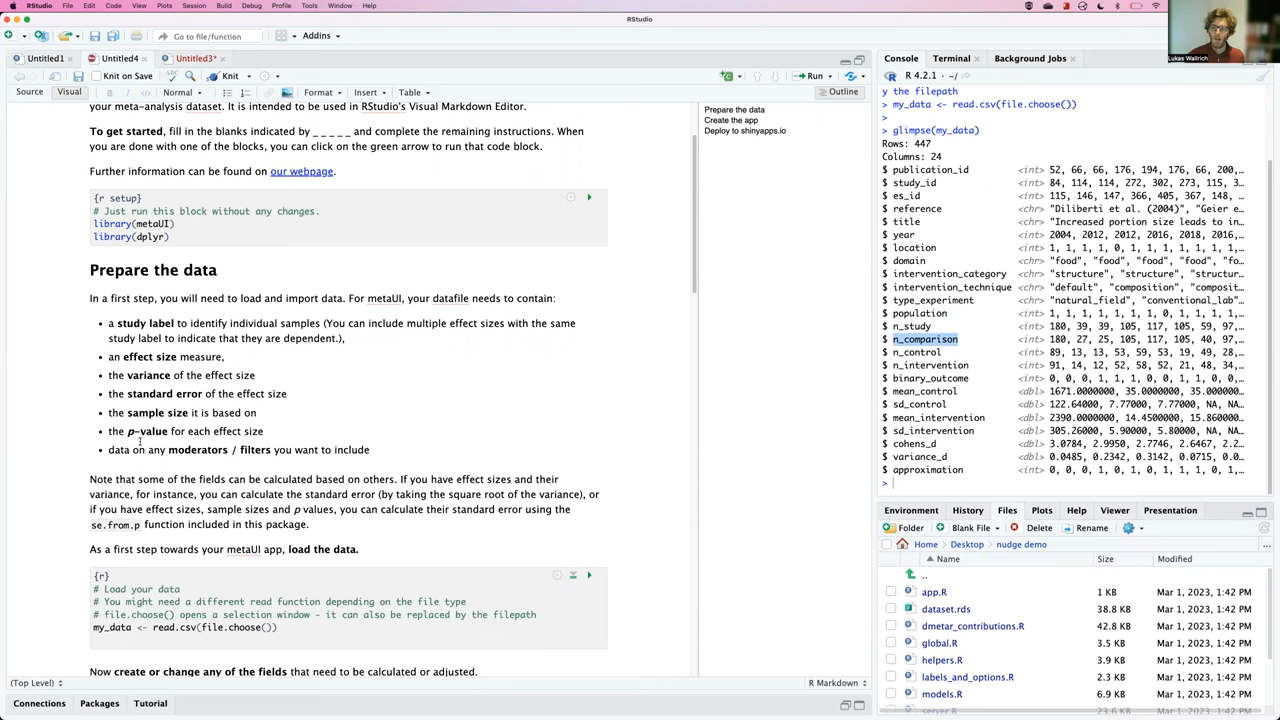 RStudio File Edit Code View Plots Session Build Debug Profile Tools Window Help
RStudio
Go to file/function
Addins
Lukas Wallrich
Untitled1
Untitled4
Untitled3*
Knit on Save
Knit
Run
Source
Visual
B
I
Normal
Format
Insert
Table
Outline
your meta-analysis dataset. It is intended to be used in RStudio's Visual Markdown Editor.
To get started, fill in the blanks indicated by _ _ _ _ _ and complete the remaining instructions. When
you are done with one of the blocks, you can click on the green arrow to run that code block.
Further information can be found on our webpage.
{r setup}
# Just run this block without any changes.
library(metaUI)
library(dplyr)
Prepare the data
In a first step, you will need to load and import data. For metaUI, your datafile needs to contain:
• a study label to identify individual samples (You can include multiple effect sizes with the same
study label to indicate that they are dependent.),
• an effect size measure,
• the variance of the effect size
• the standard error of the effect size
• the sample size it is based on
• the p-value for each effect size
• data on any moderators / filters you want to include
Note that some of the fields can be calculated based on others. If you have effect sizes and their
variance, for instance, you can calculate the standard error (by taking the square root of the variance), or
if you have effect sizes, sample sizes and p values, you can calculate their standard error using the
se.from.p function included in this package.
As a first step towards your metaUI app, load the data.
{r}
# Load your data
# You might need a different read function depending on the file type
# file.choose() opens a selection window - it can also be replaced by the filepath
my_data <- read.csv(file.choose())
Now create or change any of the fields that need to be calculated or adjusted.
(Top Level)
R Markdown
Connections
Packages
Tutorial
Prepare the data
Create the app
Deploy to shinyapps.io
Console
Terminal
Background Jobs
R 4.2.1 · ~/
y the filepath
> my_data <- read.csv(file.choose())
>
> glimpse(my_data)
Rows: 447
Columns: 24
$ publication_id <int> 52, 66, 66, 176, 194, 176, 66, 200,…
$ study_id <int> 84, 114, 114, 272, 302, 273, 115, 3…
$ es_id <int> 115, 146, 147, 366, 405, 367, 148, …
$ reference <chr> "Diliberti et al. (2004)", "Geier e…
$ title <chr> "Increased portion size leads to in…
$ year <int> 2004, 2012, 2012, 2016, 2018, 2016,…
$ location <int> 1, 1, 1, 0, 1, 1, 1, 1, 1, 1, 1, 1,…
$ domain <chr> "food", "food", "food", "food", "fo…
$ intervention_category <chr> "structure", "structure", "structur…
$ intervention_technique <chr> "default", "composition", "composit…
$ type_experiment <chr> "natural_field", "conventional_lab"…
$ population <int> 1, 1, 1, 1, 1, 1, 0, 1, 1, 1, 1,…
$ n_study <int> 180, 39, 39, 105, 117, 105, 59, 97,…
$ n_comparison <int> 180, 27, 25, 105, 117, 105, 40, 97,…
$ n_control <int> 89, 13, 13, 53, 59, 53, 19, 49, 28,…
$ n_intervention <int> 91, 14, 12, 52, 58, 52, 21, 48, 34,…
$ binary_outcome <int> 0, 0, 0, 1, 1, 1, 0, 1, 1, 0, 0,…
$ mean_control <dbl> 1671.0000000, 35.0000000, 35.000000…
$ sd_control <dbl> 122.64000, 7.77000, 7.77000, NA, NA…
$ mean_intervention <dbl> 2390.0000000, 14.4500000, 15.860000…
$ sd_intervention <dbl> 305.26000, 5.90000, 5.80000, NA, NA…
$ cohens_d <dbl> 3.0784, 2.9950, 2.7746, 2.6467, 2.2…
$ variance_d <dbl> 0.0485, 0.2342, 0.3142, 0.0715, 0.0…
$ approximation <int> 0, 0, 0, 1, 0, 1, 0, 0, 0, 0, 1,…
>
Environment
History
Files
Plots
Help
Viewer
Presentation
Folder
Blank File
Delete
Rename
Home
Desktop
nudge demo
...
Name
Size
Modified
..
app.R 1 KB Mar 1, 2023, 1:42 PM
dataset.rds 38.8 KB Mar 1, 2023, 1:42 PM
dmetar_contributions.R 42.8 KB Mar 1, 2023, 1:42 PM
global.R 3.5 KB Mar 1, 2023, 1:42 PM
helpers.R 3.9 KB Mar 1, 2023, 1:42 PM
labels_and_options.R 2.3 KB Mar 1, 2023, 1:42 PM
models.R 6.9 KB Mar 1, 2023, 1:42 PM
server.R 23.6 KB Mar 1, 2023, 1:42 PM